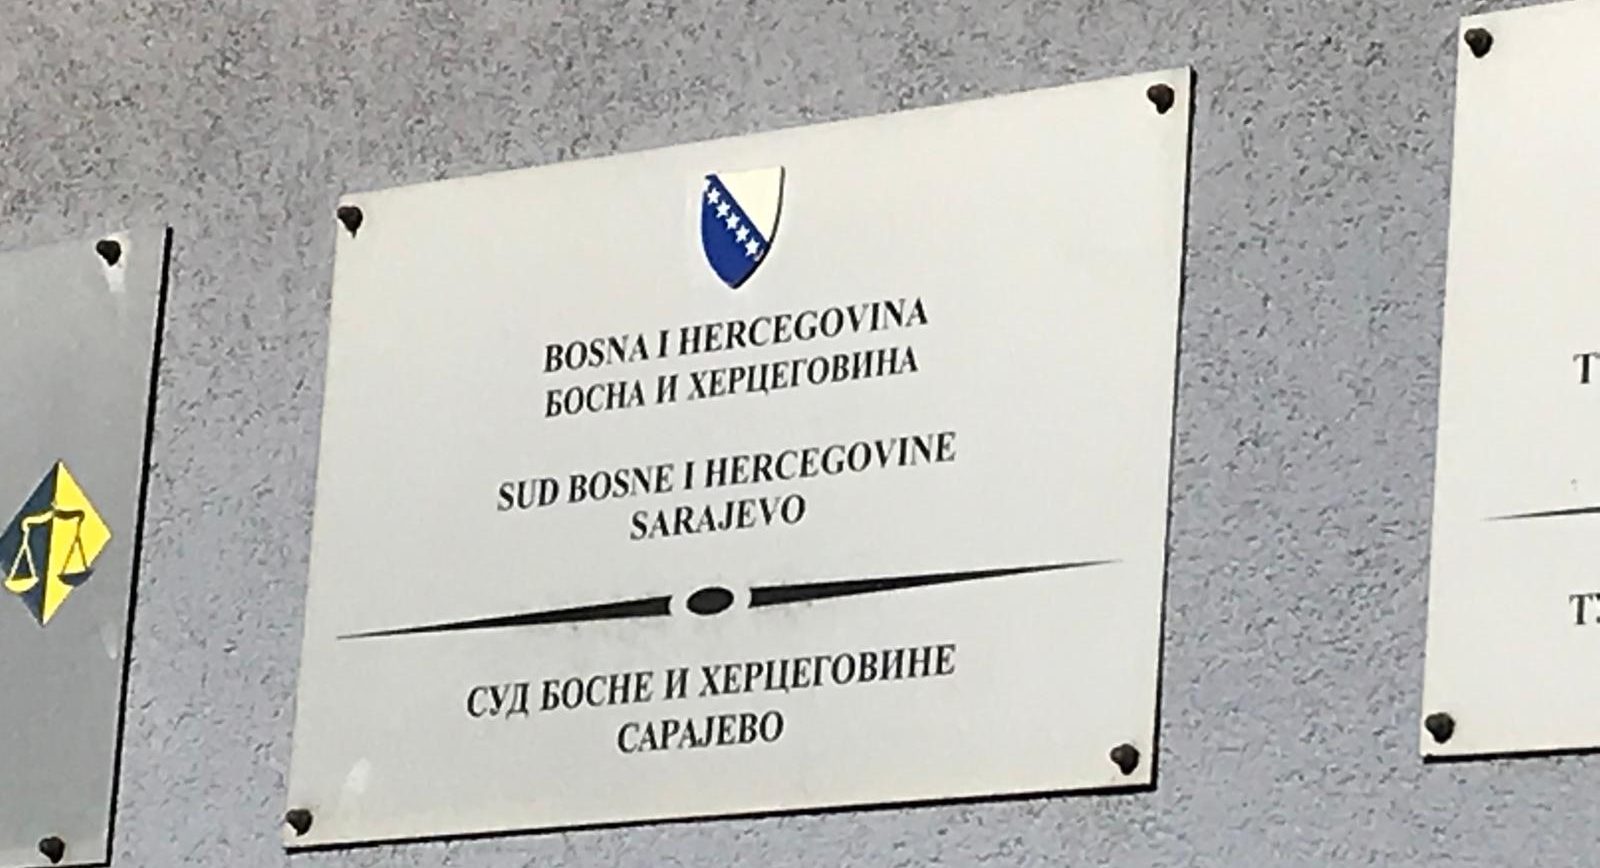 BOSNA I HERCEGOVINA
БОСНА И ХЕРЦЕГОВИНА
SUD BOSNE I HERCEGOVINE
SARAJEVO
СУД БОСНЕ И ХЕРЦЕГОВИНЕ
САРАЈЕВО